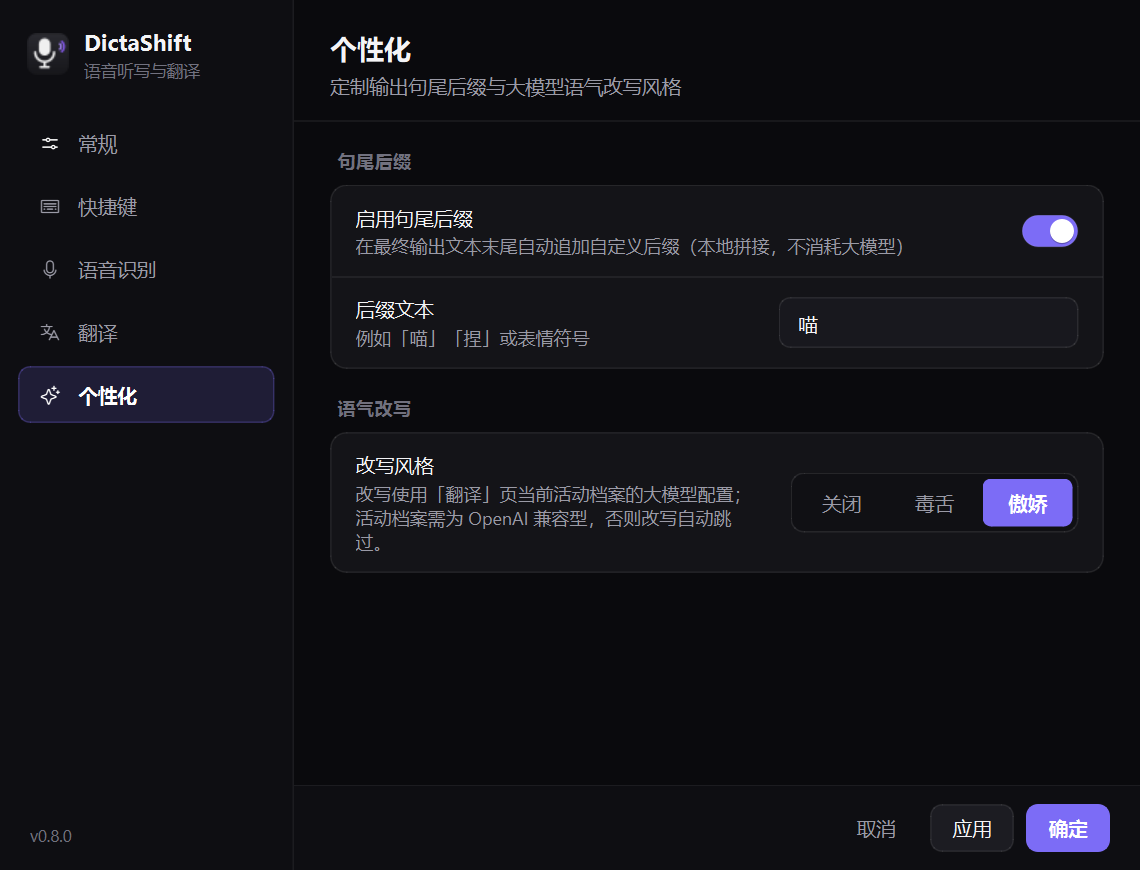 DictaShift
语音听写与翻译
常规
快捷键
语音识别
翻译
个性化
v0.8.0
个性化
定制输出句尾后缀与大模型语气改写风格
句尾后缀
启用句尾后缀
在最终输出文本末尾自动追加自定义后缀（本地拼接，不消耗大模型）
后缀文本
例如「喵」「捏」或表情符号
喵
语气改写
改写风格
改写使用「翻译」页当前活动档案的大模型配置；
活动档案需为 OpenAI 兼容型，否则改写自动跳
过。
关闭 毒舌 傲娇
取消 应用 确定